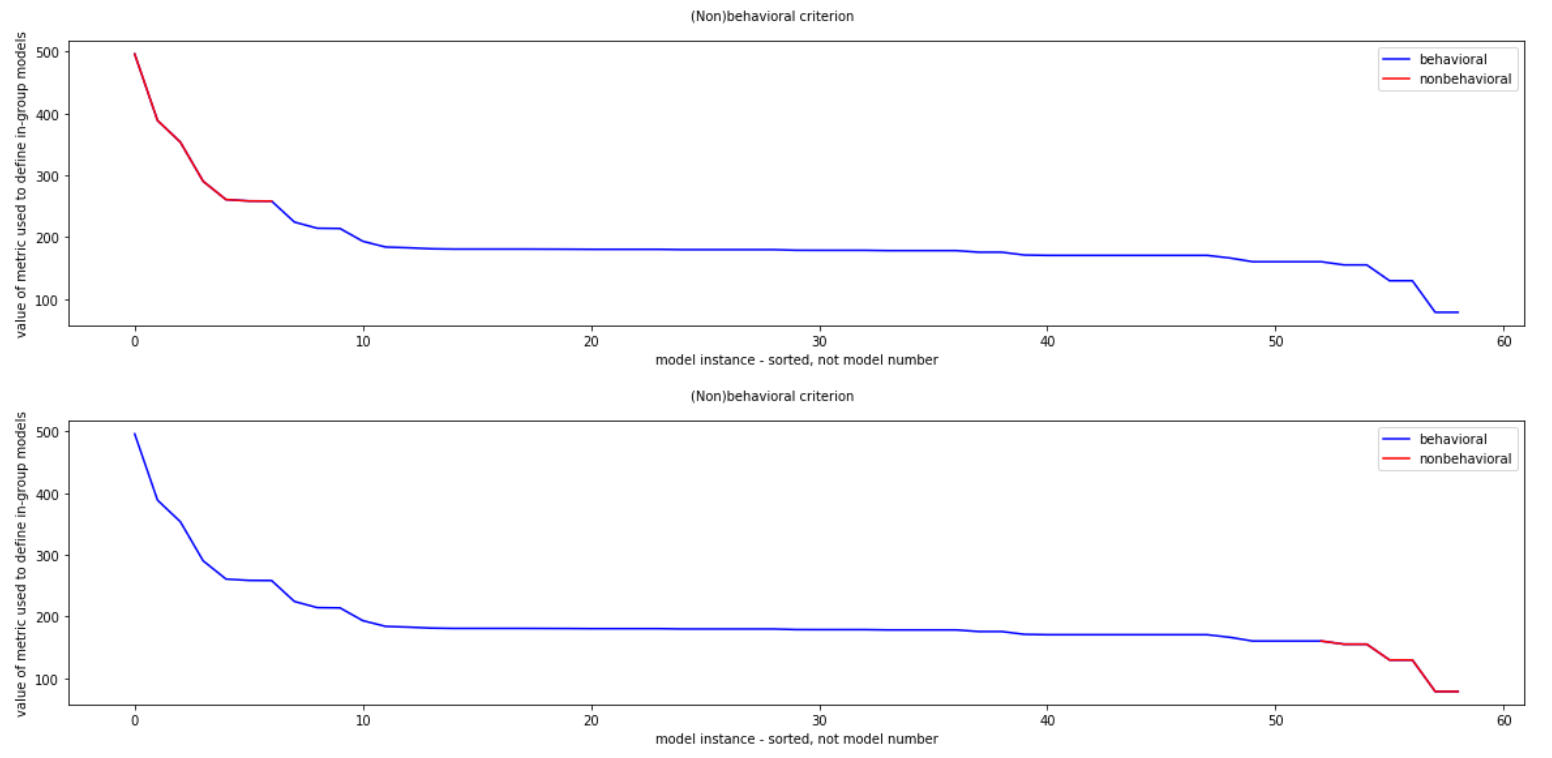 (Non)behavioral criterion
value of metric used to define in-group models
500
400
300
200
100
behavioral
nonbehavioral
0 10 20 30 40 50 60
model instance - sorted, not model number
(Non)behavioral criterion
value of metric used to define in-group models
500
400
300
200
100
behavioral
nonbehavioral
0 10 20 30 40 50 60
model instance - sorted, not model number